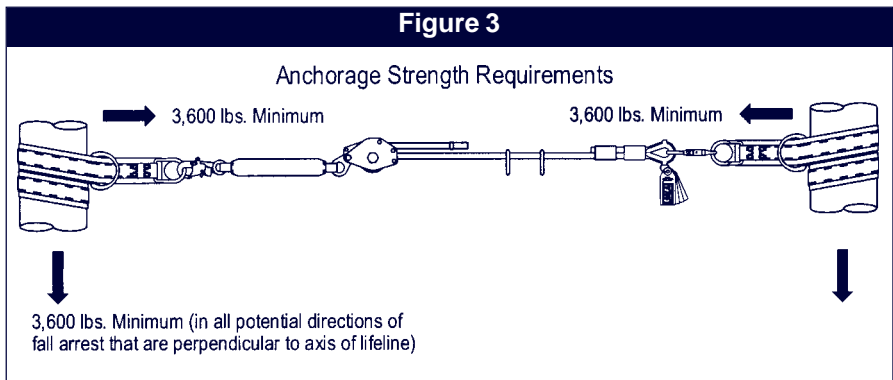 Figure 3
Anchorage Strength Requirements
3,600 lbs. Minimum
3,600 lbs. Minimum
3,600 lbs. Minimum (in all potential directions of
fall arrest that are perpendicular to axis of lifeline)